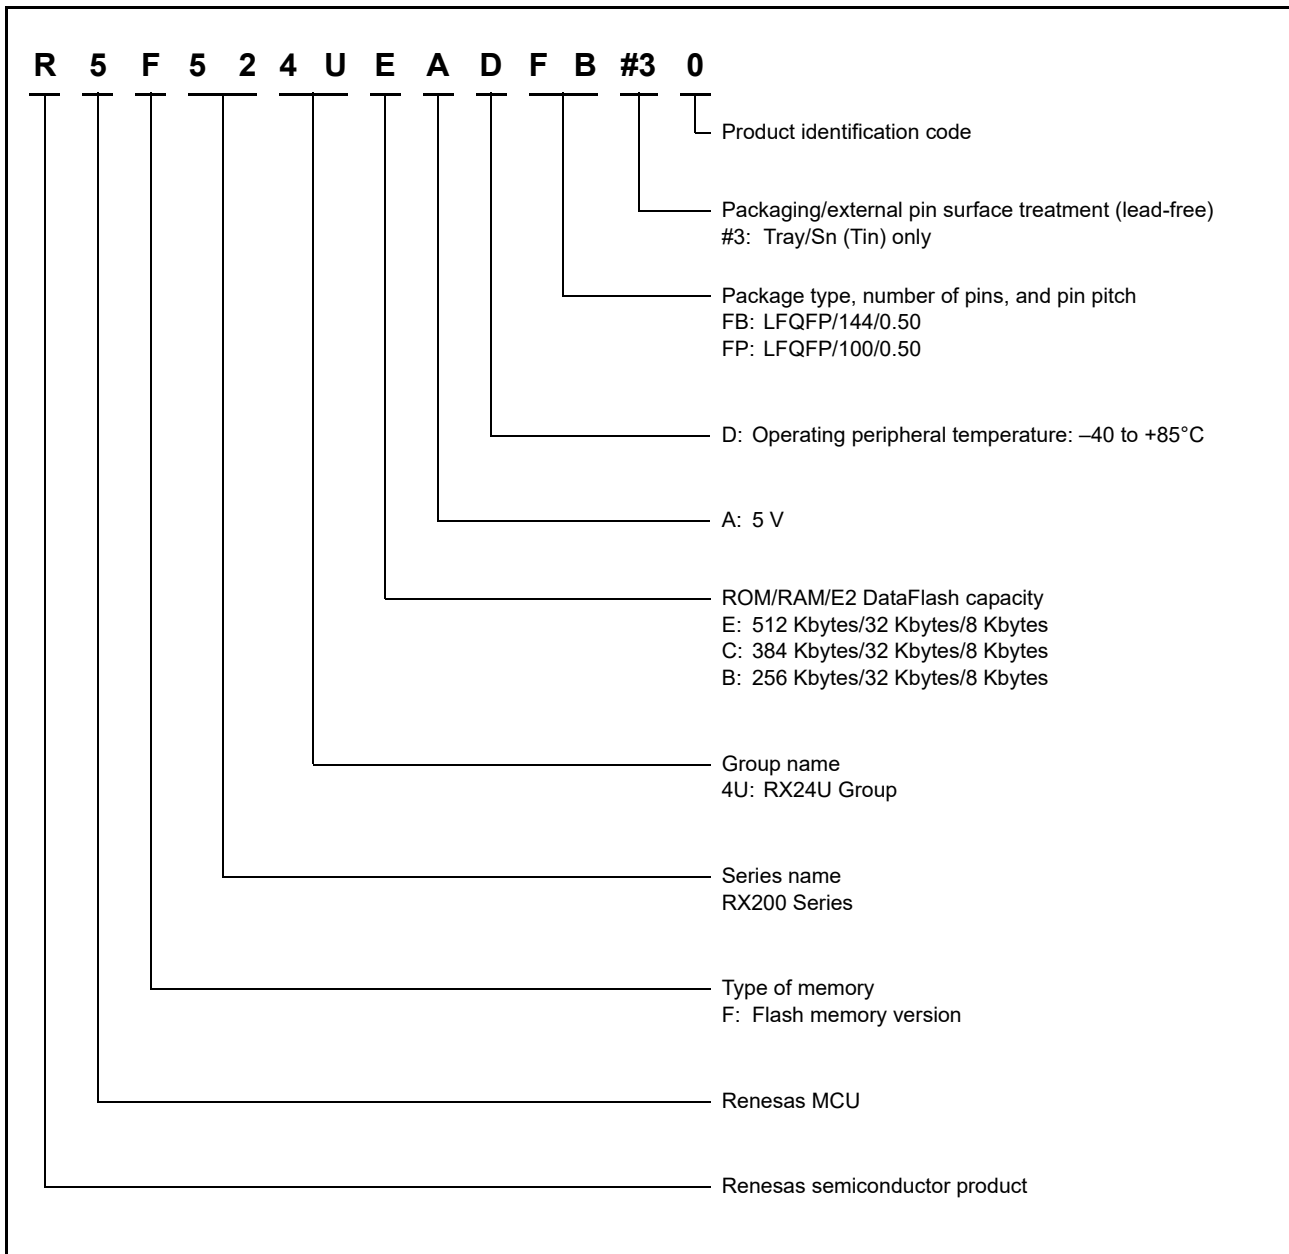 R 5 F 5 2 4 U E A D F B #3 0
Product identification code
Packaging/external pin surface treatment (lead-free)
#3: Tray/Sn (Tin) only
Package type, number of pins, and pin pitch
FB: LFQFP/144/0.50
FP: LFQFP/100/0.50
D: Operating peripheral temperature: –40 to +85°C
A: 5 V
ROM/RAM/E2 DataFlash capacity
E: 512 Kbytes/32 Kbytes/8 Kbytes
C: 384 Kbytes/32 Kbytes/8 Kbytes
B: 256 Kbytes/32 Kbytes/8 Kbytes
Group name
4U: RX24U Group
Series name
RX200 Series
Type of memory
F: Flash memory version
Renesas MCU
Renesas semiconductor product